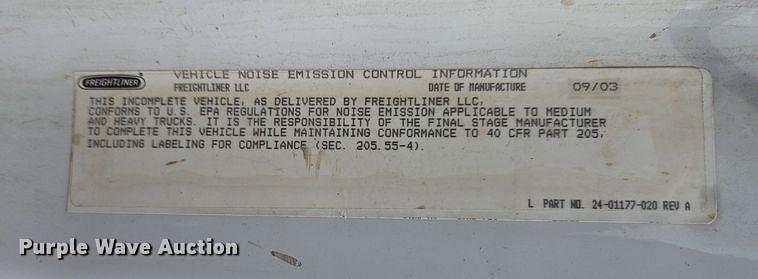 VEHICLE NOISE EMISSION CONTROL INFORMATION
FREIGHTLINER
FREIGHTLINER LLC DATE OF MANUFACTURE 09/03
THIS INCOMPLETE VEHICLE, AS DELIVERED BY FREIGHTLINER LLC,
CONFORMS TO U.S. EPA REGULATIONS FOR NOISE EMISSION APPLICABLE TO MEDIUM
AND HEAVY TRUCKS. IT IS THE RESPONSIBILITY OF THE FINAL STAGE MANUFACTURER
TO COMPLETE THIS VEHICLE WHILE MAINTAINING CONFORMANCE TO 40 CFR PART 205,
INCLUDING LABELING FOR COMPLIANCE (SEC. 205.55-4).
L PART NO. 24-01177-020 REV A
Purple Wave Auction